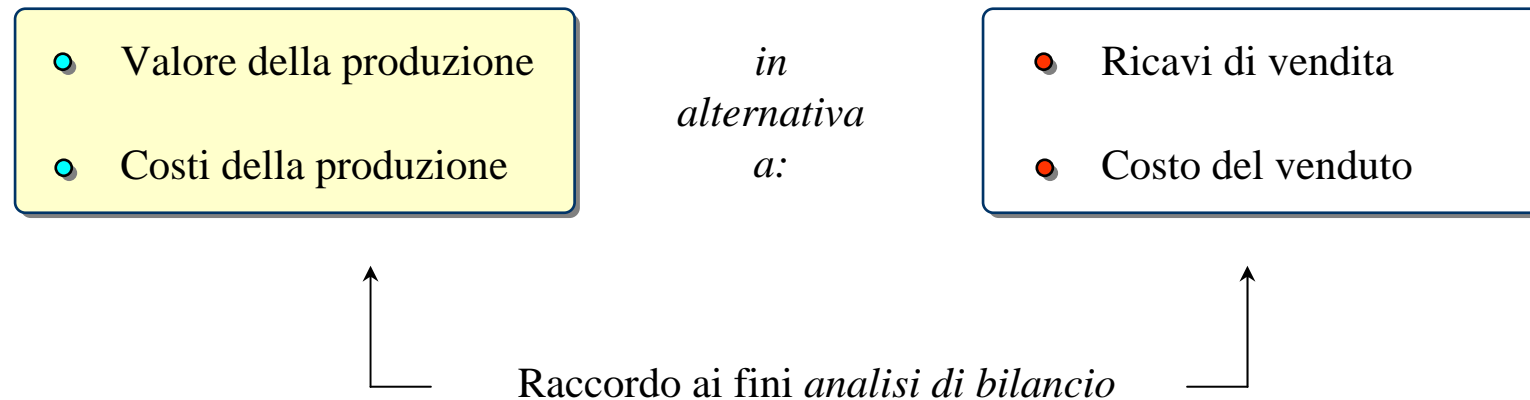 Valore della produzione
Costi della produzione
in
alternativa
a:
Ricavi di vendita
Costo del venduto
Raccordo ai fini analisi di bilancio